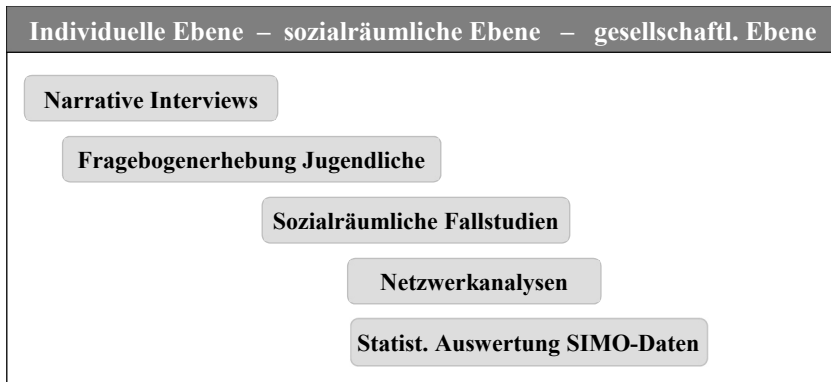 Individuelle Ebene – sozialräumliche Ebene – gesellschaftl. Ebene
Narrative Interviews
Fragebogenerhebung Jugendliche
Sozialräumliche Fallstudien
Netzwerkanalysen
Statist. Auswertung SIMO-Daten